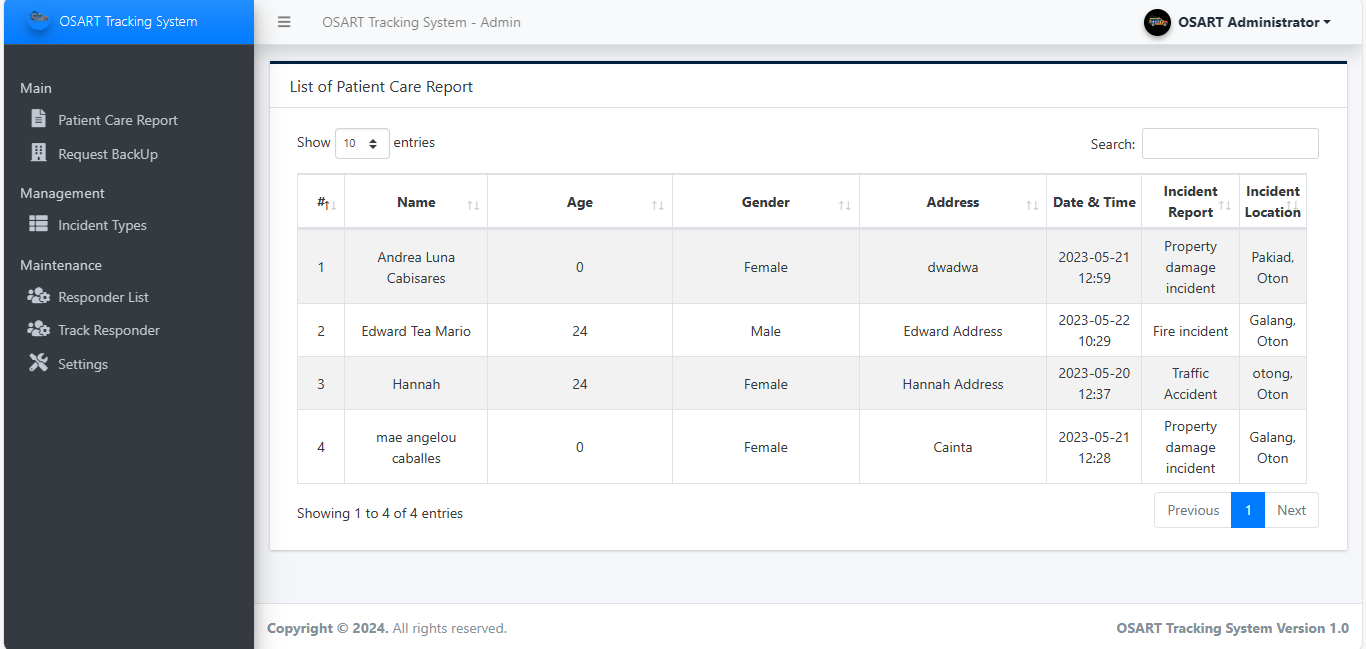 OSART Tracking System
OSART Tracking System - Admin
OSART Administrator
Main
Patient Care Report
Request BackUp
Management
Incident Types
Maintenance
Responder List
Track Responder
Settings
List of Patient Care Report
Show 10 entries
Search:
# Name Age Gender Address Date & Time Incident Report Incident Location
1 Andrea Luna Cabisares 0 Female dwadwa 2023-05-21 12:59 Property damage incident Pakiad, Oton
2 Edward Tea Mario 24 Male Edward Address 2023-05-22 10:29 Fire incident Galang, Oton
3 Hannah 24 Female Hannah Address 2023-05-20 12:37 Traffic Accident otong, Oton
4 mae angelou caballes 0 Female Cainta 2023-05-21 12:28 Property damage incident Galang, Oton
Showing 1 to 4 of 4 entries
Previous 1 Next
Copyright © 2024. All rights reserved.
OSART Tracking System Version 1.0